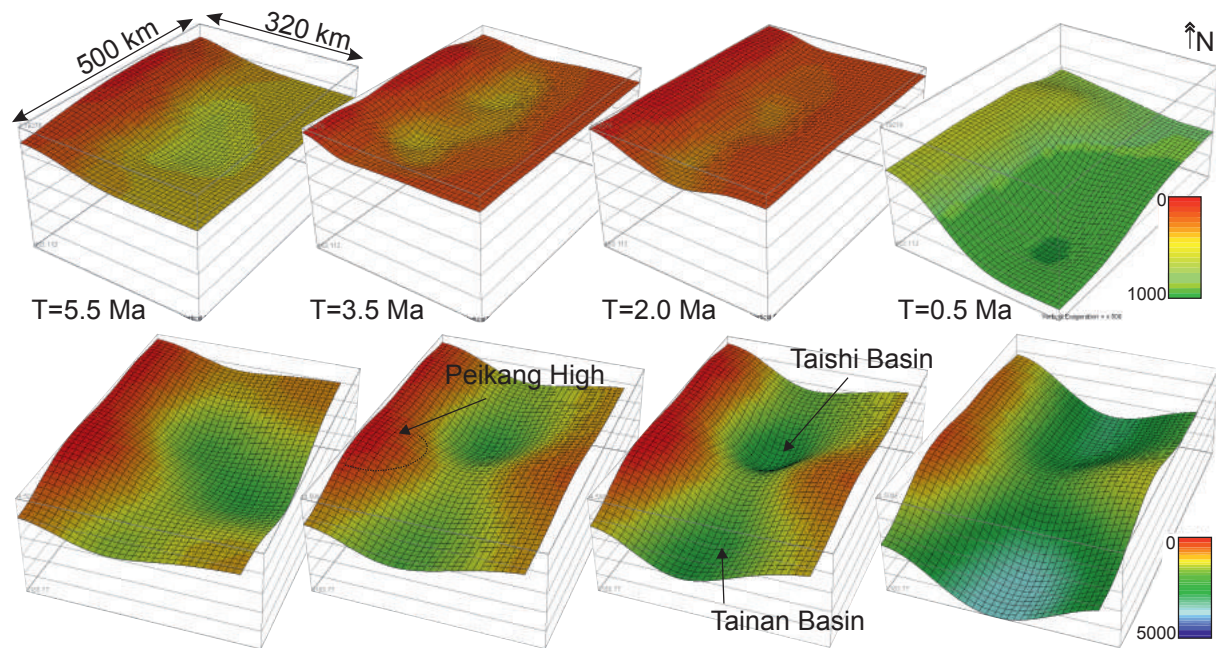 500 km
320 km
N
T=5.5 Ma
T=3.5 Ma
T=2.0 Ma
T=0.5 Ma
0
1000
Peikang High
Taishi Basin
Tainan Basin
0
5000